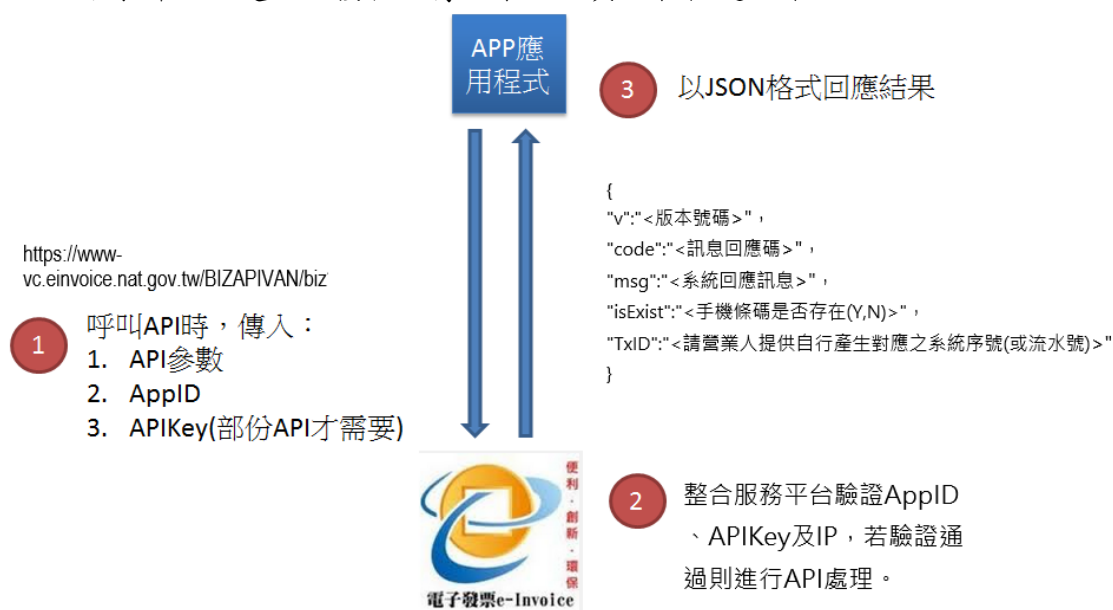 APP應
用程式
3
以JSON格式回應結果
{
"v":"<版本號碼>"，
"code":"<訊息回應碼>"，
"msg":"<系統回應訊息>"，
"isExist":"<手機條碼是否存在(Y,N)>"，
"TxID":"<請營業人提供自行產生對應之系統序號(或流水號)>"
}
https://www-
vc.einvoice.nat.gov.tw/BIZAPIVAN/biz
1
呼叫API時，傳入：
1. API參數
2. AppID
3. APIKey(部份API才需要)
便利·創新·環保
電子發票e-Invoice
2
整合服務平台驗證AppID
、APIKey及IP，若驗證通
過則進行API處理。